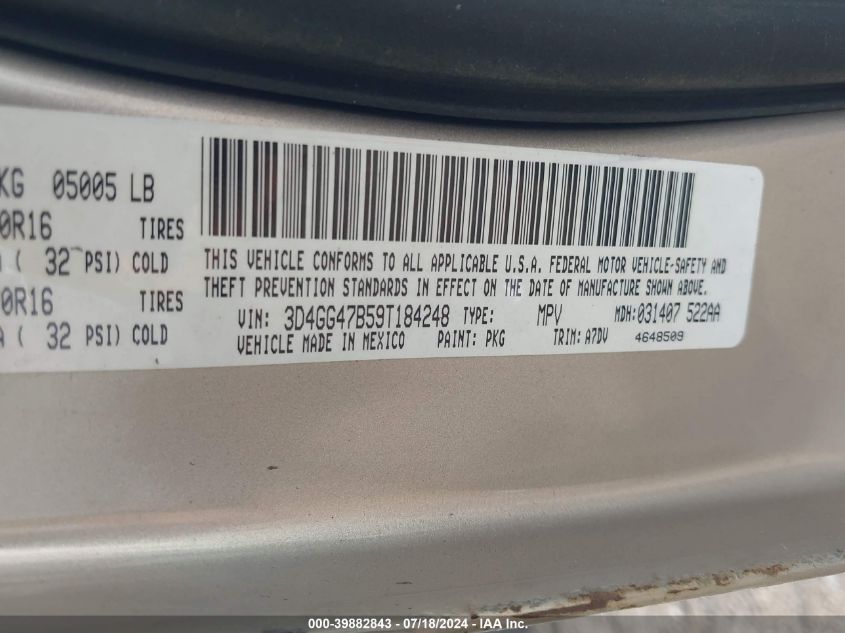 KG 05005 LB
0R16 TIRES
( 32 PSI) COLD
0R16 TIRES
A ( 32 PSI) COLD
THIS VEHICLE CONFORMS TO ALL APPLICABLE U.S.A. FEDERAL MOTOR VEHICLE-SAFETY AND
THEFT PREVENTION STANDARDS IN EFFECT ON THE DATE OF MANUFACTURE SHOWN ABOVE.
VIN: 3D4GG47B59T184248 TYPE: MPV MDH: 031407 522AA
VEHICLE MADE IN MEXICO PAINT: PKG TRIM: A7DV 4648509
000-39882843 - 07/18/2024 - IAA Inc.